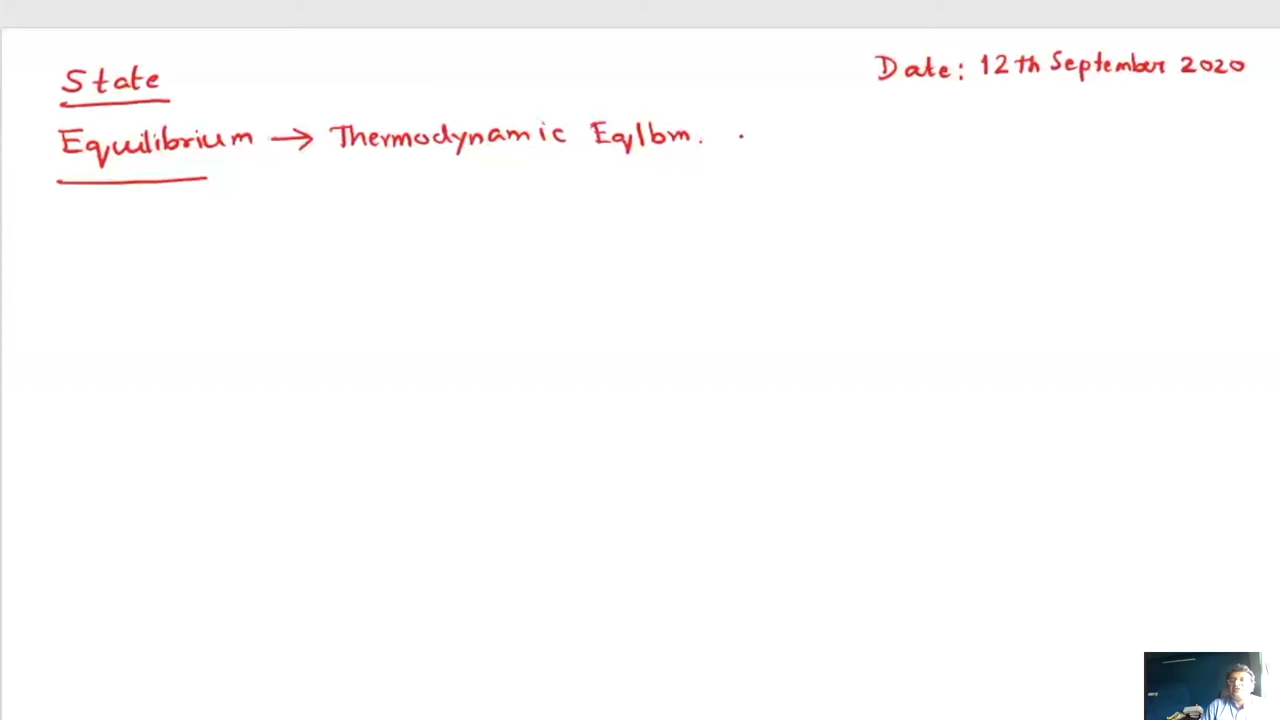 State
Date: 12th September 2020
Equilibrium → Thermodynamic Eqlbm. .